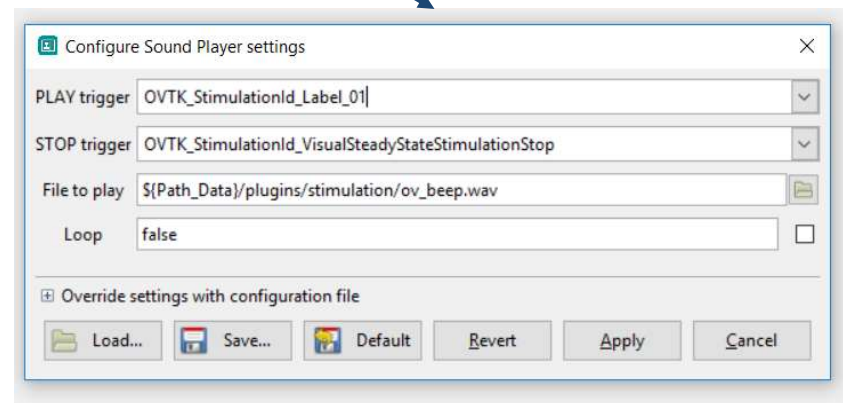 Configure Sound Player settings
PLAY trigger OVTK_StimulationId_Label_01
STOP trigger OVTK_StimulationId_VisualSteadyStateStimulationStop
File to play ${Path_Data}/plugins/stimulation/ov_beep.wav
Loop false
Override settings with configuration file
Load... Save... Default Revert Apply Cancel